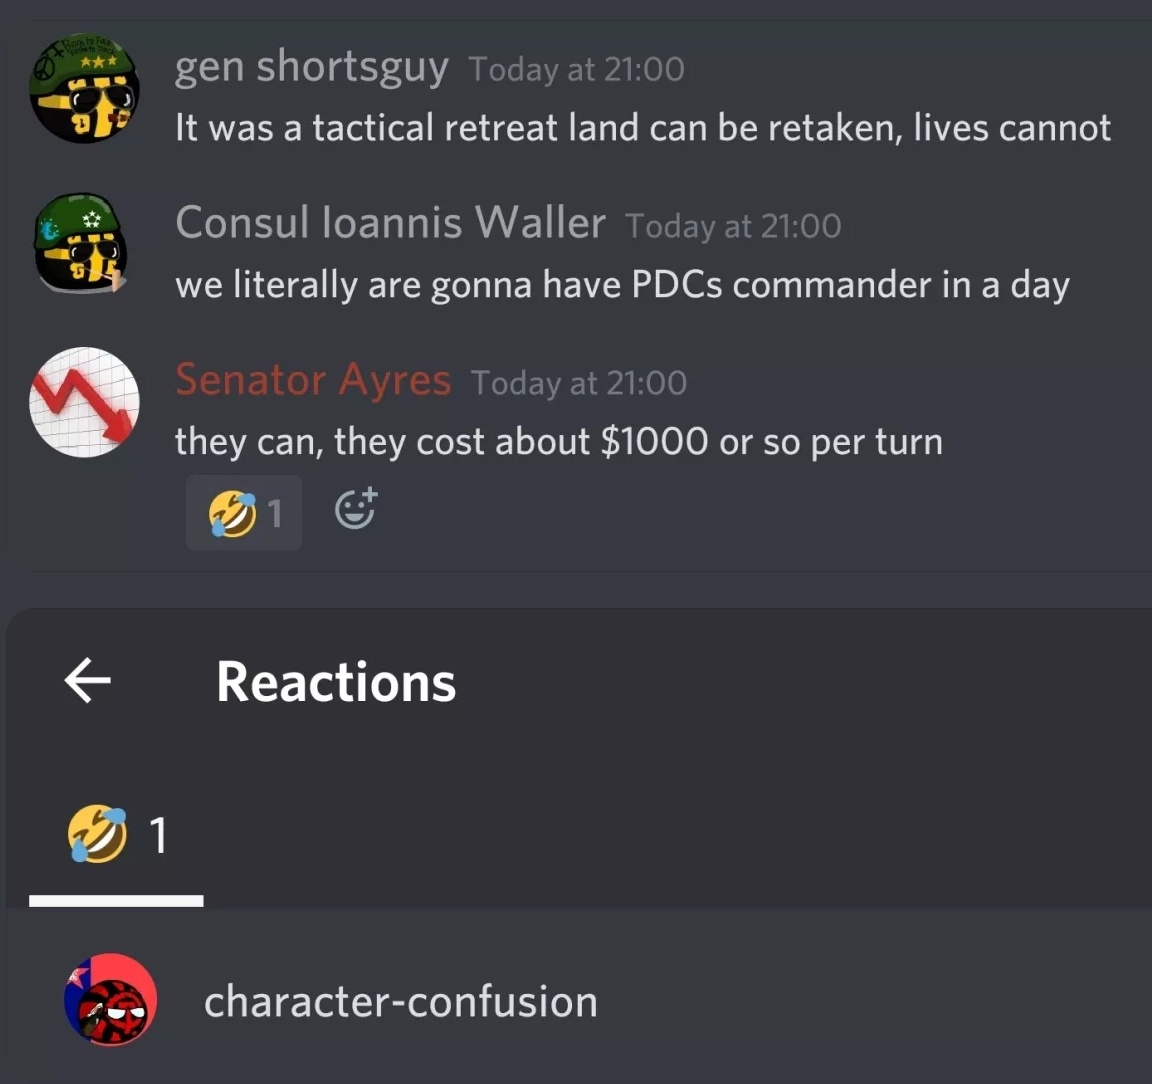 gen shortsguy Today at 21:00
It was a tactical retreat land can be retaken, lives cannot
Consul Ioannis Waller Today at 21:00
we literally are gonna have PDCs commander in a day
Senator Ayres Today at 21:00
they can, they cost about $1000 or so per turn
1
Reactions
1
character-confusion